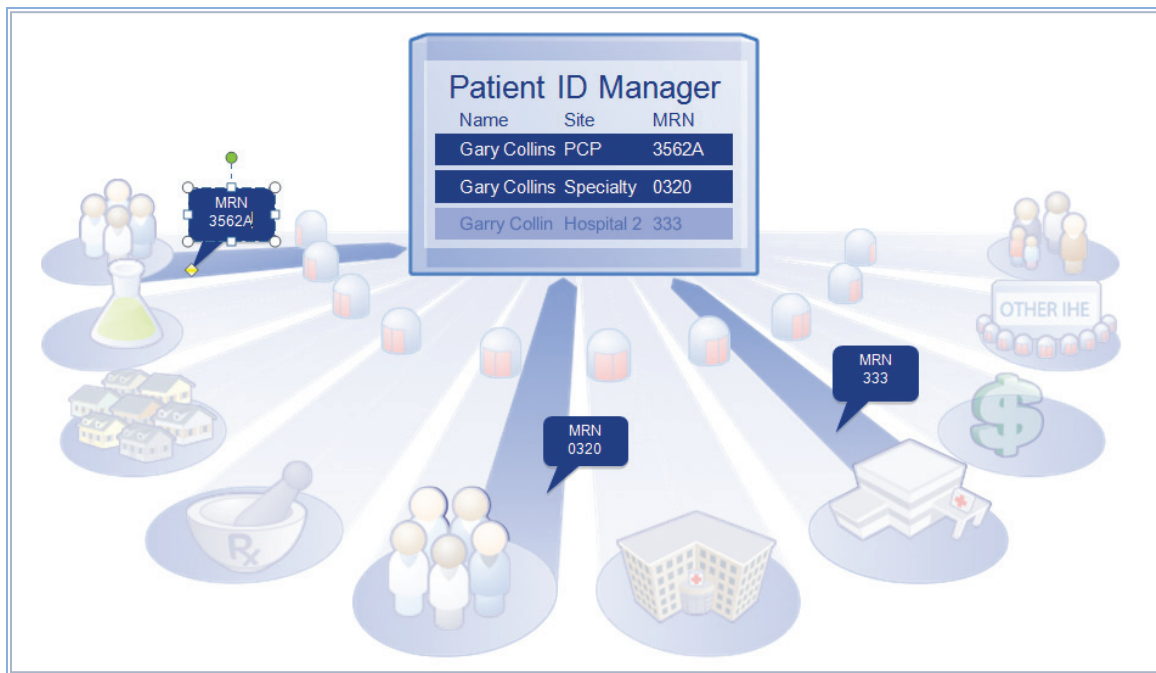 Patient ID Manager
Name Site MRN
Gary Collins PCP 3562A
Gary Collins Specialty 0320
Garry Collin Hospital 2 333
MRN
3562A
OTHER IHE
MRN
333
MRN
0320
Rx